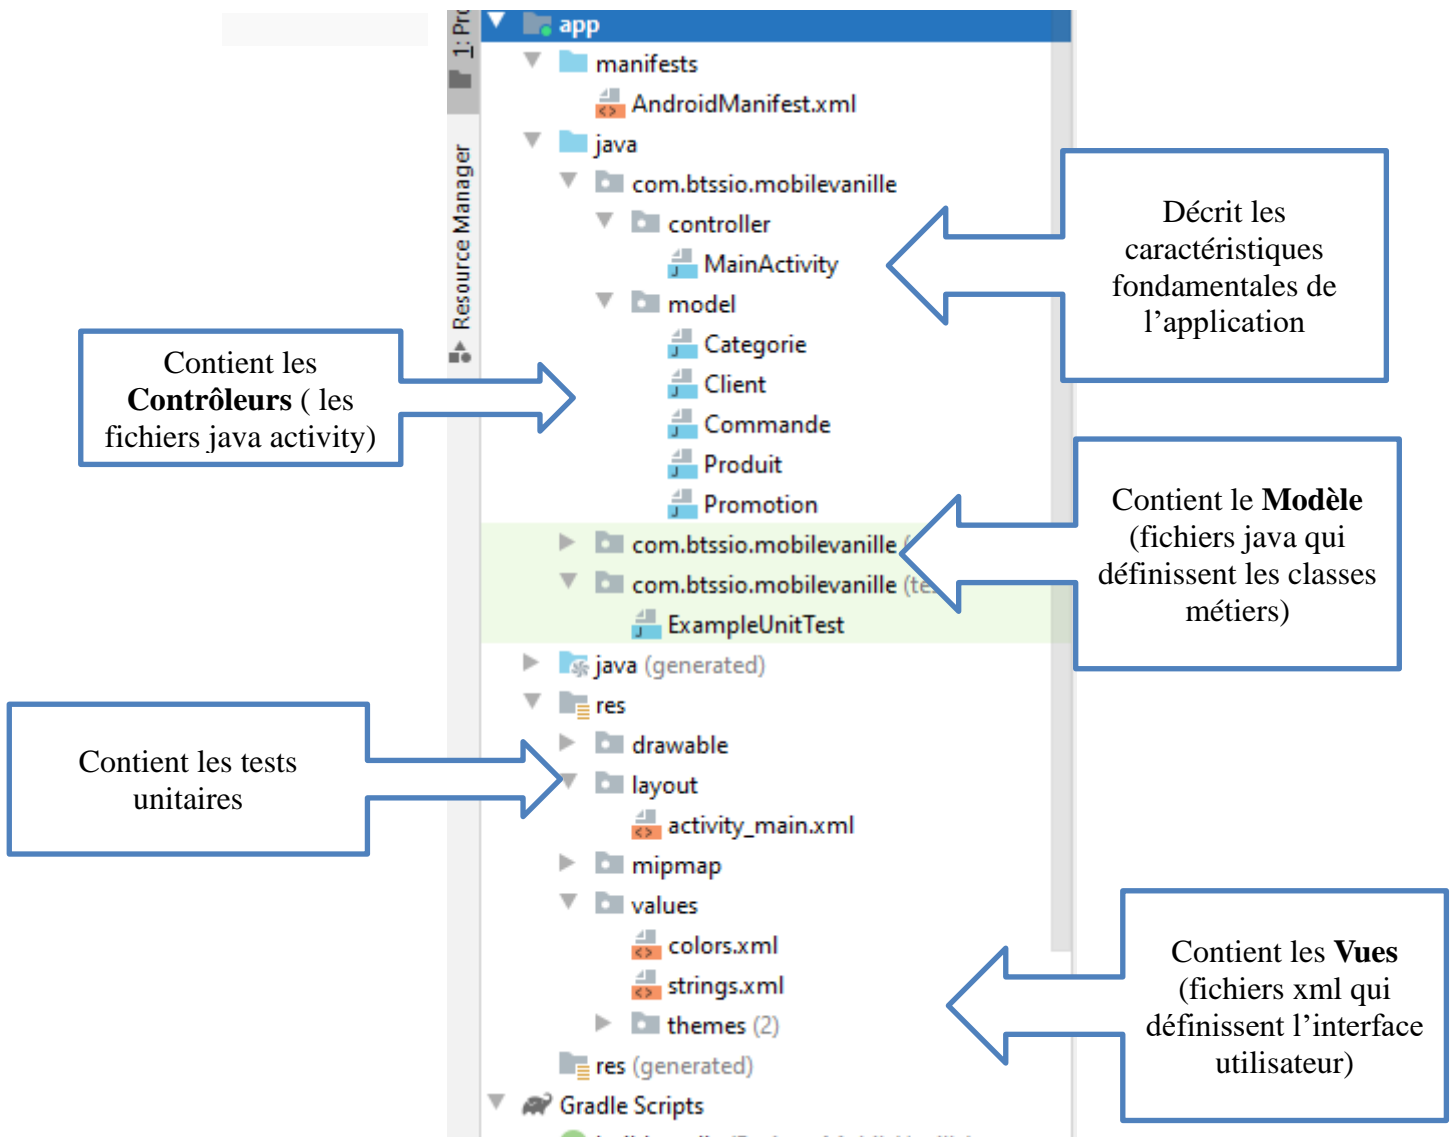 1: Pro
Resource Manager
app
manifests
AndroidManifest.xml
java
com.btssio.mobilevanille
controller
MainActivity
model
Categorie
Client
Commande
Produit
Promotion
com.btssio.mobilevanille (
com.btssio.mobilevanille (te
ExampleUnitTest
java (generated)
res
drawable
layout
activity_main.xml
mipmap
values
colors.xml
strings.xml
themes (2)
res (generated)
Gradle Scripts
Décrit les
caractéristiques
fondamentales de
l’application
Contient les
Contrôleurs ( les
fichiers java activity)
Contient le Modèle
(fichiers java qui
définissent les classes
métiers)
Contient les tests
unitaires
Contient les Vues
(fichiers xml qui
définissent l’interface
utilisateur)